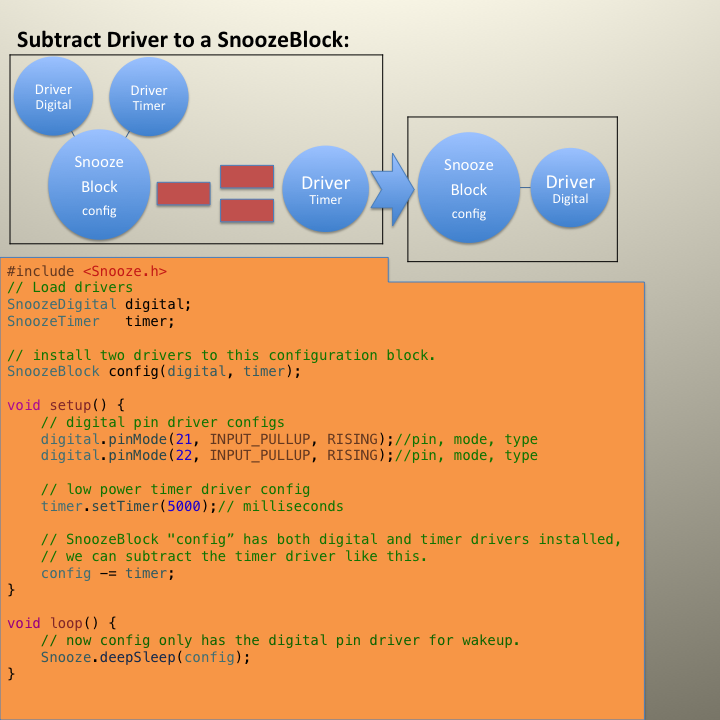 Subtract Driver to a SnoozeBlock:
Driver
Digital
Driver
Timer
Snooze
Block
config
Driver
Timer
Snooze
Block
config
Driver
Digital
#include <Snooze.h>
// Load drivers
SnoozeDigital digital;
SnoozeTimer   timer;
// install two drivers to this configuration block.
SnoozeBlock config(digital, timer);
void setup() {
    // digital pin driver configs
    digital.pinMode(21, INPUT_PULLUP, RISING);//pin, mode, type
    digital.pinMode(22, INPUT_PULLUP, RISING);//pin, mode, type
    // low power timer driver config
    timer.setTimer(5000);// milliseconds
    // SnoozeBlock "config” has both digital and timer drivers installed,
    // we can subtract the timer driver like this.
    config −= timer;
}
void loop() {
    // now config only has the digital pin driver for wakeup.
    Snooze.deepSleep(config);
}